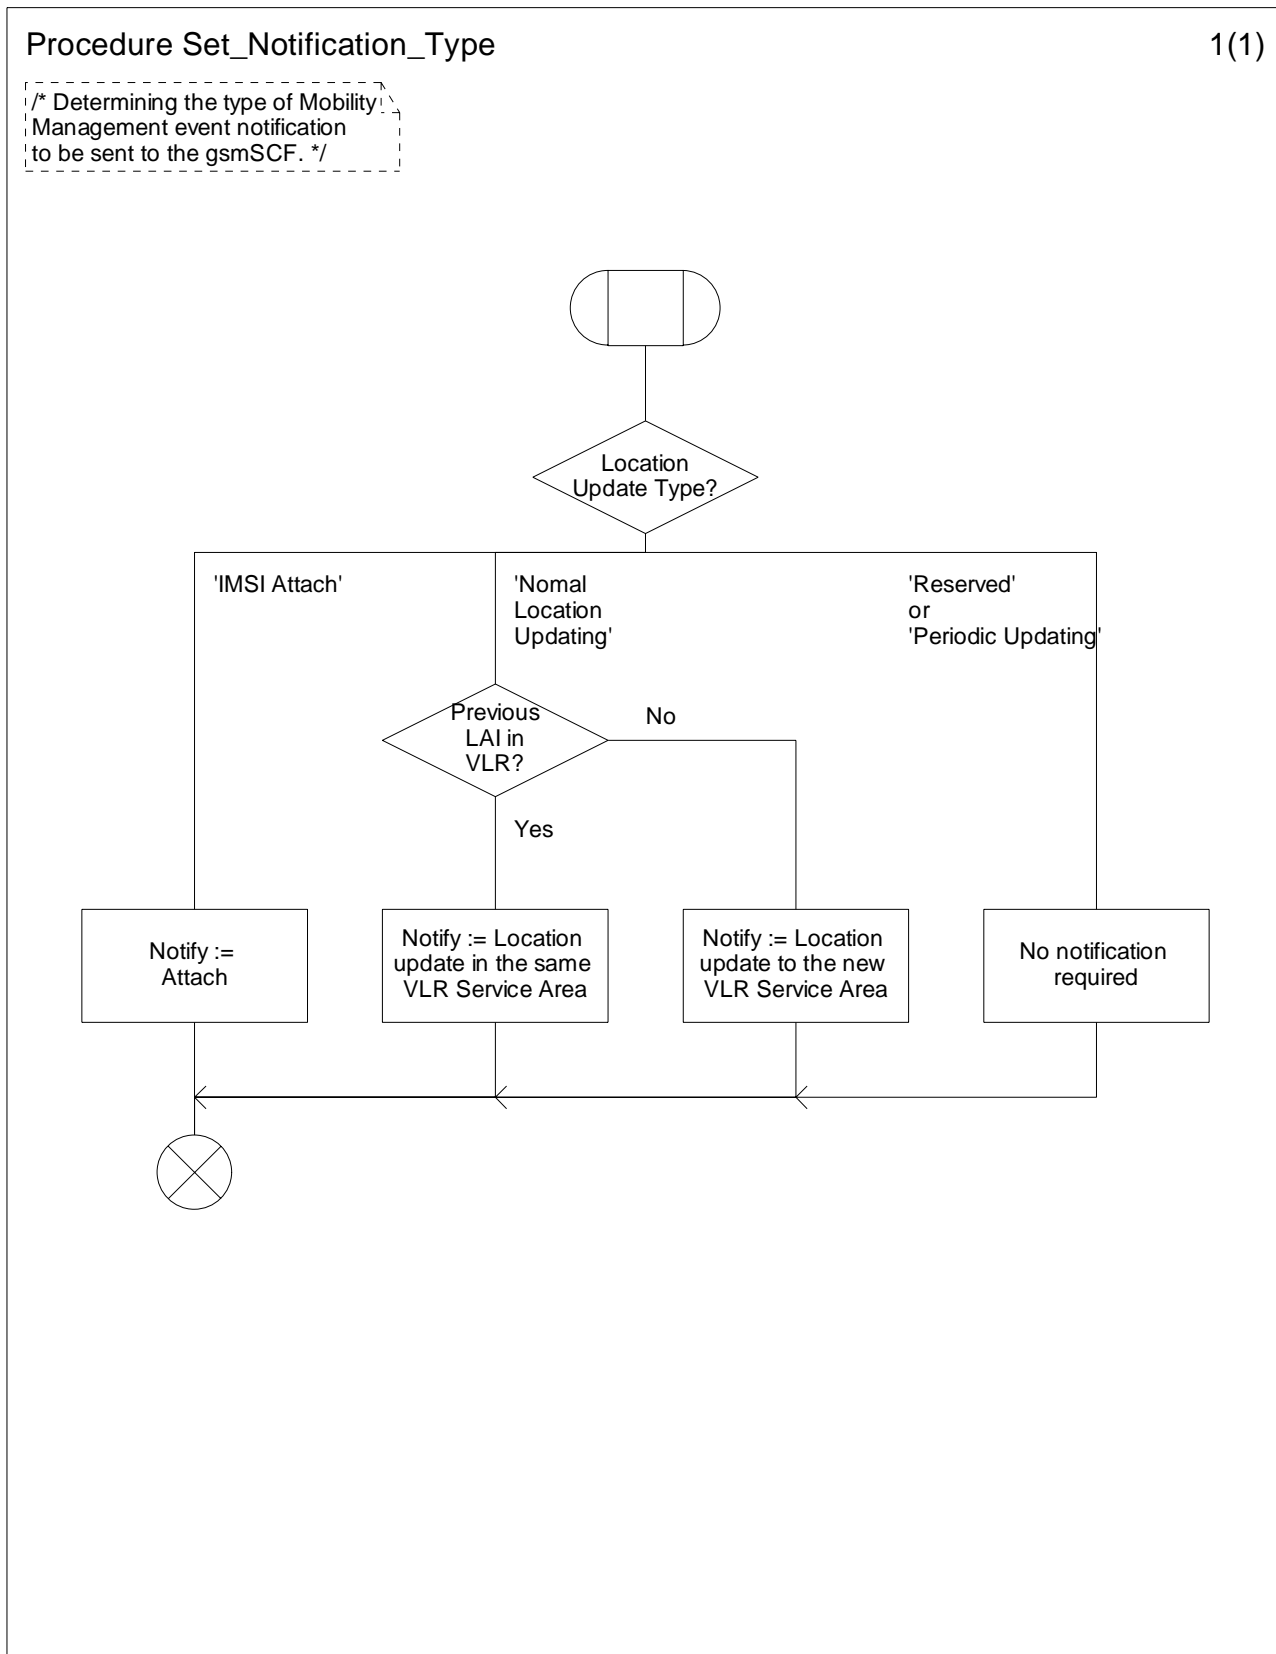 Procedure Set_Notification_Type
1(1)
/* Determining the type of Mobility
Management event notification
to be sent to the gsmSCF. */
Location
Update Type?
'IMSI Attach'
'Nomal
Location
Updating'
'Reserved'
or
'Periodic Updating'
Previous
LAI in
VLR?
No
Yes
Notify :=
Attach
Notify := Location
update in the same
VLR Service Area
Notify := Location
update to the new
VLR Service Area
No notification
required